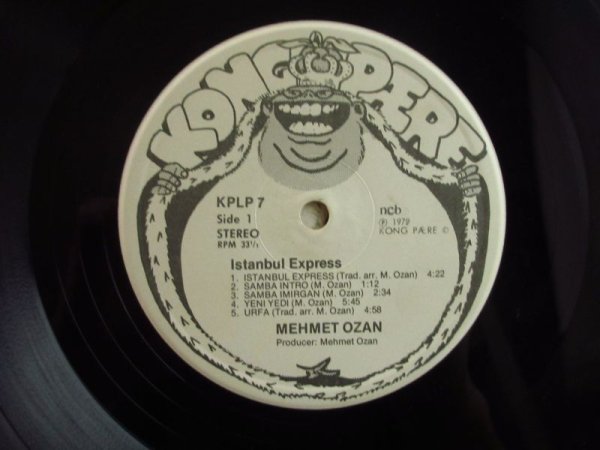 KONG PÆRE
KPLP 7
Side 1
STEREO
RPM 33⅓
ncb
℗ 1979
KONG PÆRE ©
Istanbul Express
1. ISTANBUL EXPRESS (Trad. arr. M. Ozan) 4:22
2. SAMBA INTRO (M. Ozan) 1:12
3. SAMBA IMIRGAN (M. Ozan) 2:34
4. YENI YEDI (M. Ozan) 5:45
5. URFA (Trad. arr. M. Ozan) 4:58
MEHMET OZAN
Producer: Mehmet Ozan